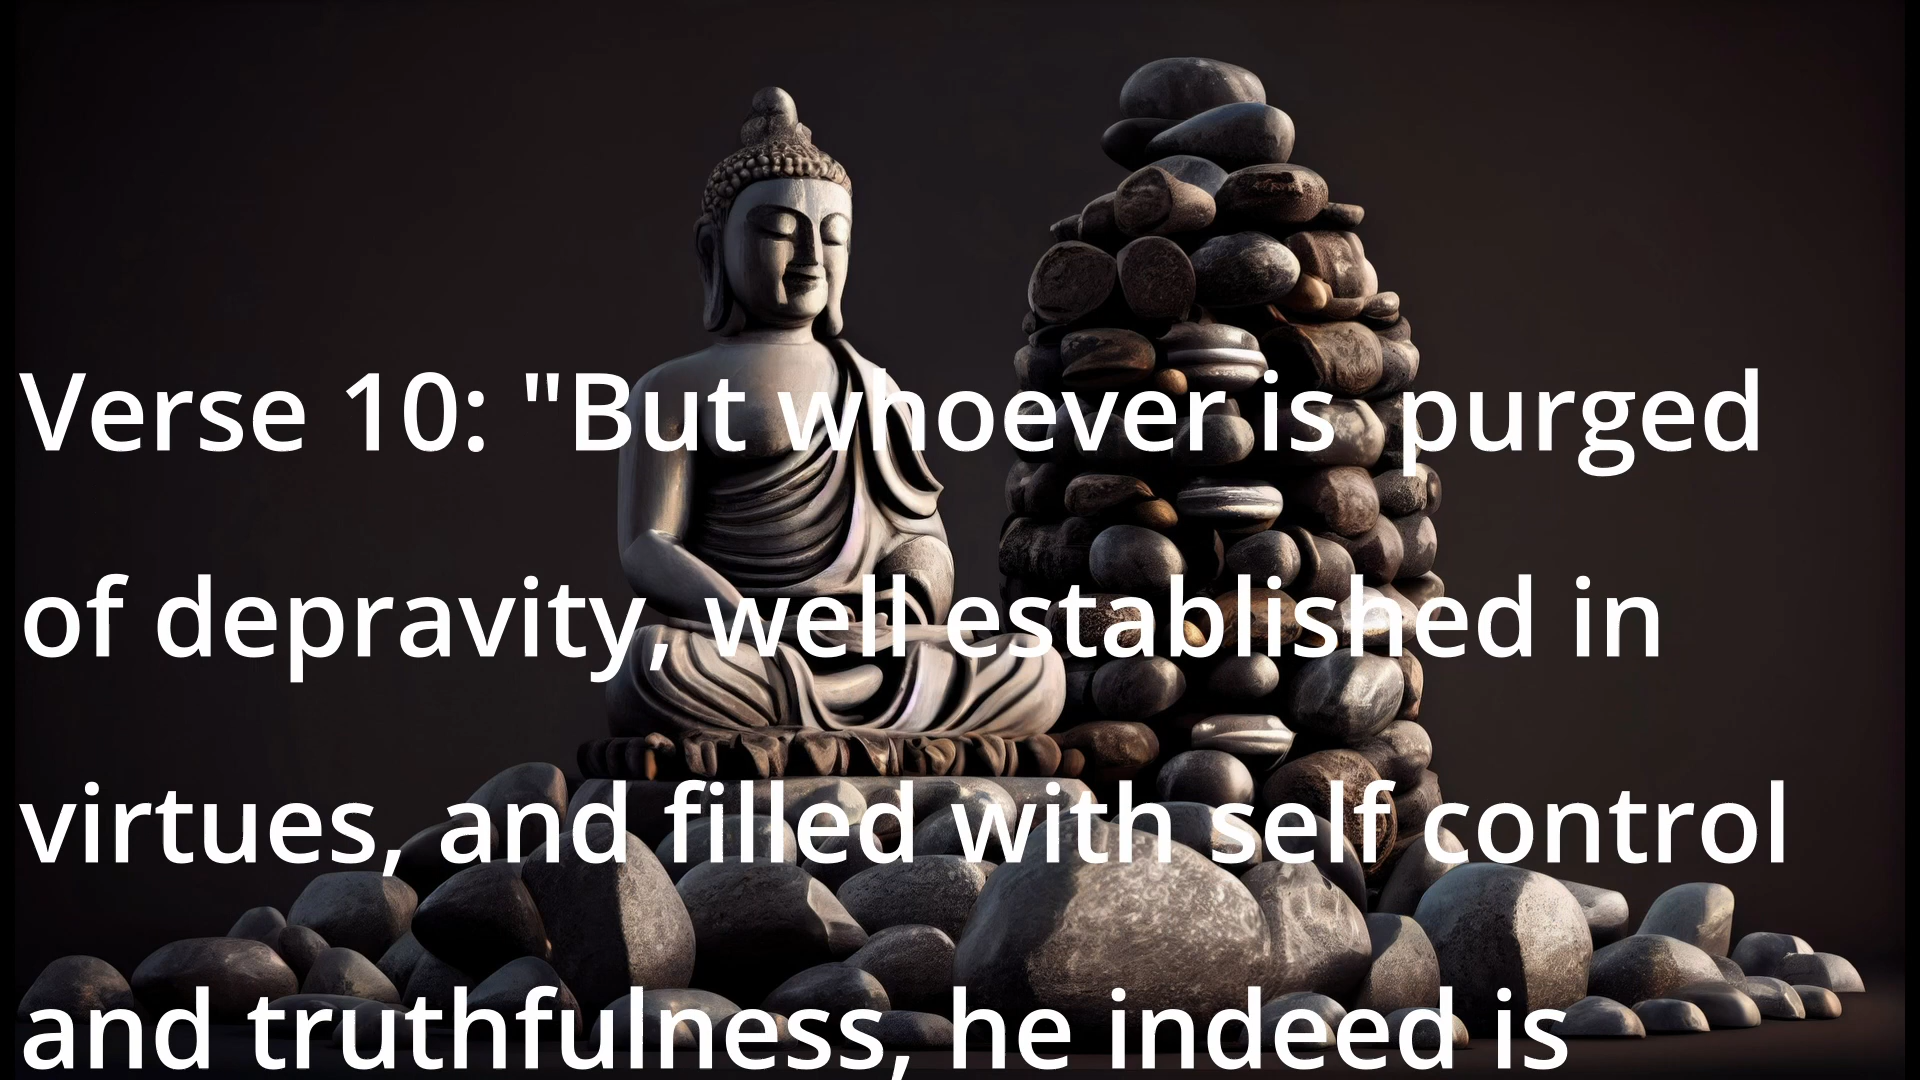 Verse 10: "But whoever is  purged
of depravity, well established in
virtues, and filled with self control
and truthfulness, he indeed is